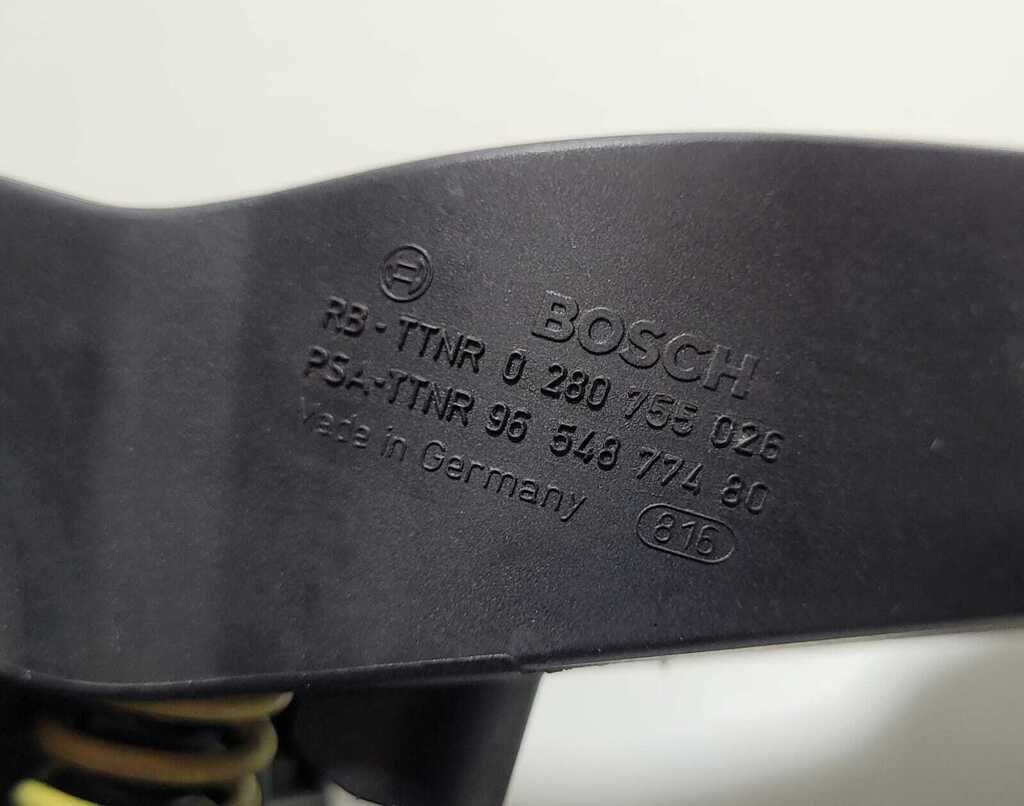 BOSCH
RB-TTNR 0 280 755 026
PSA-TTNR 96 548 774 80
Made in Germany
816